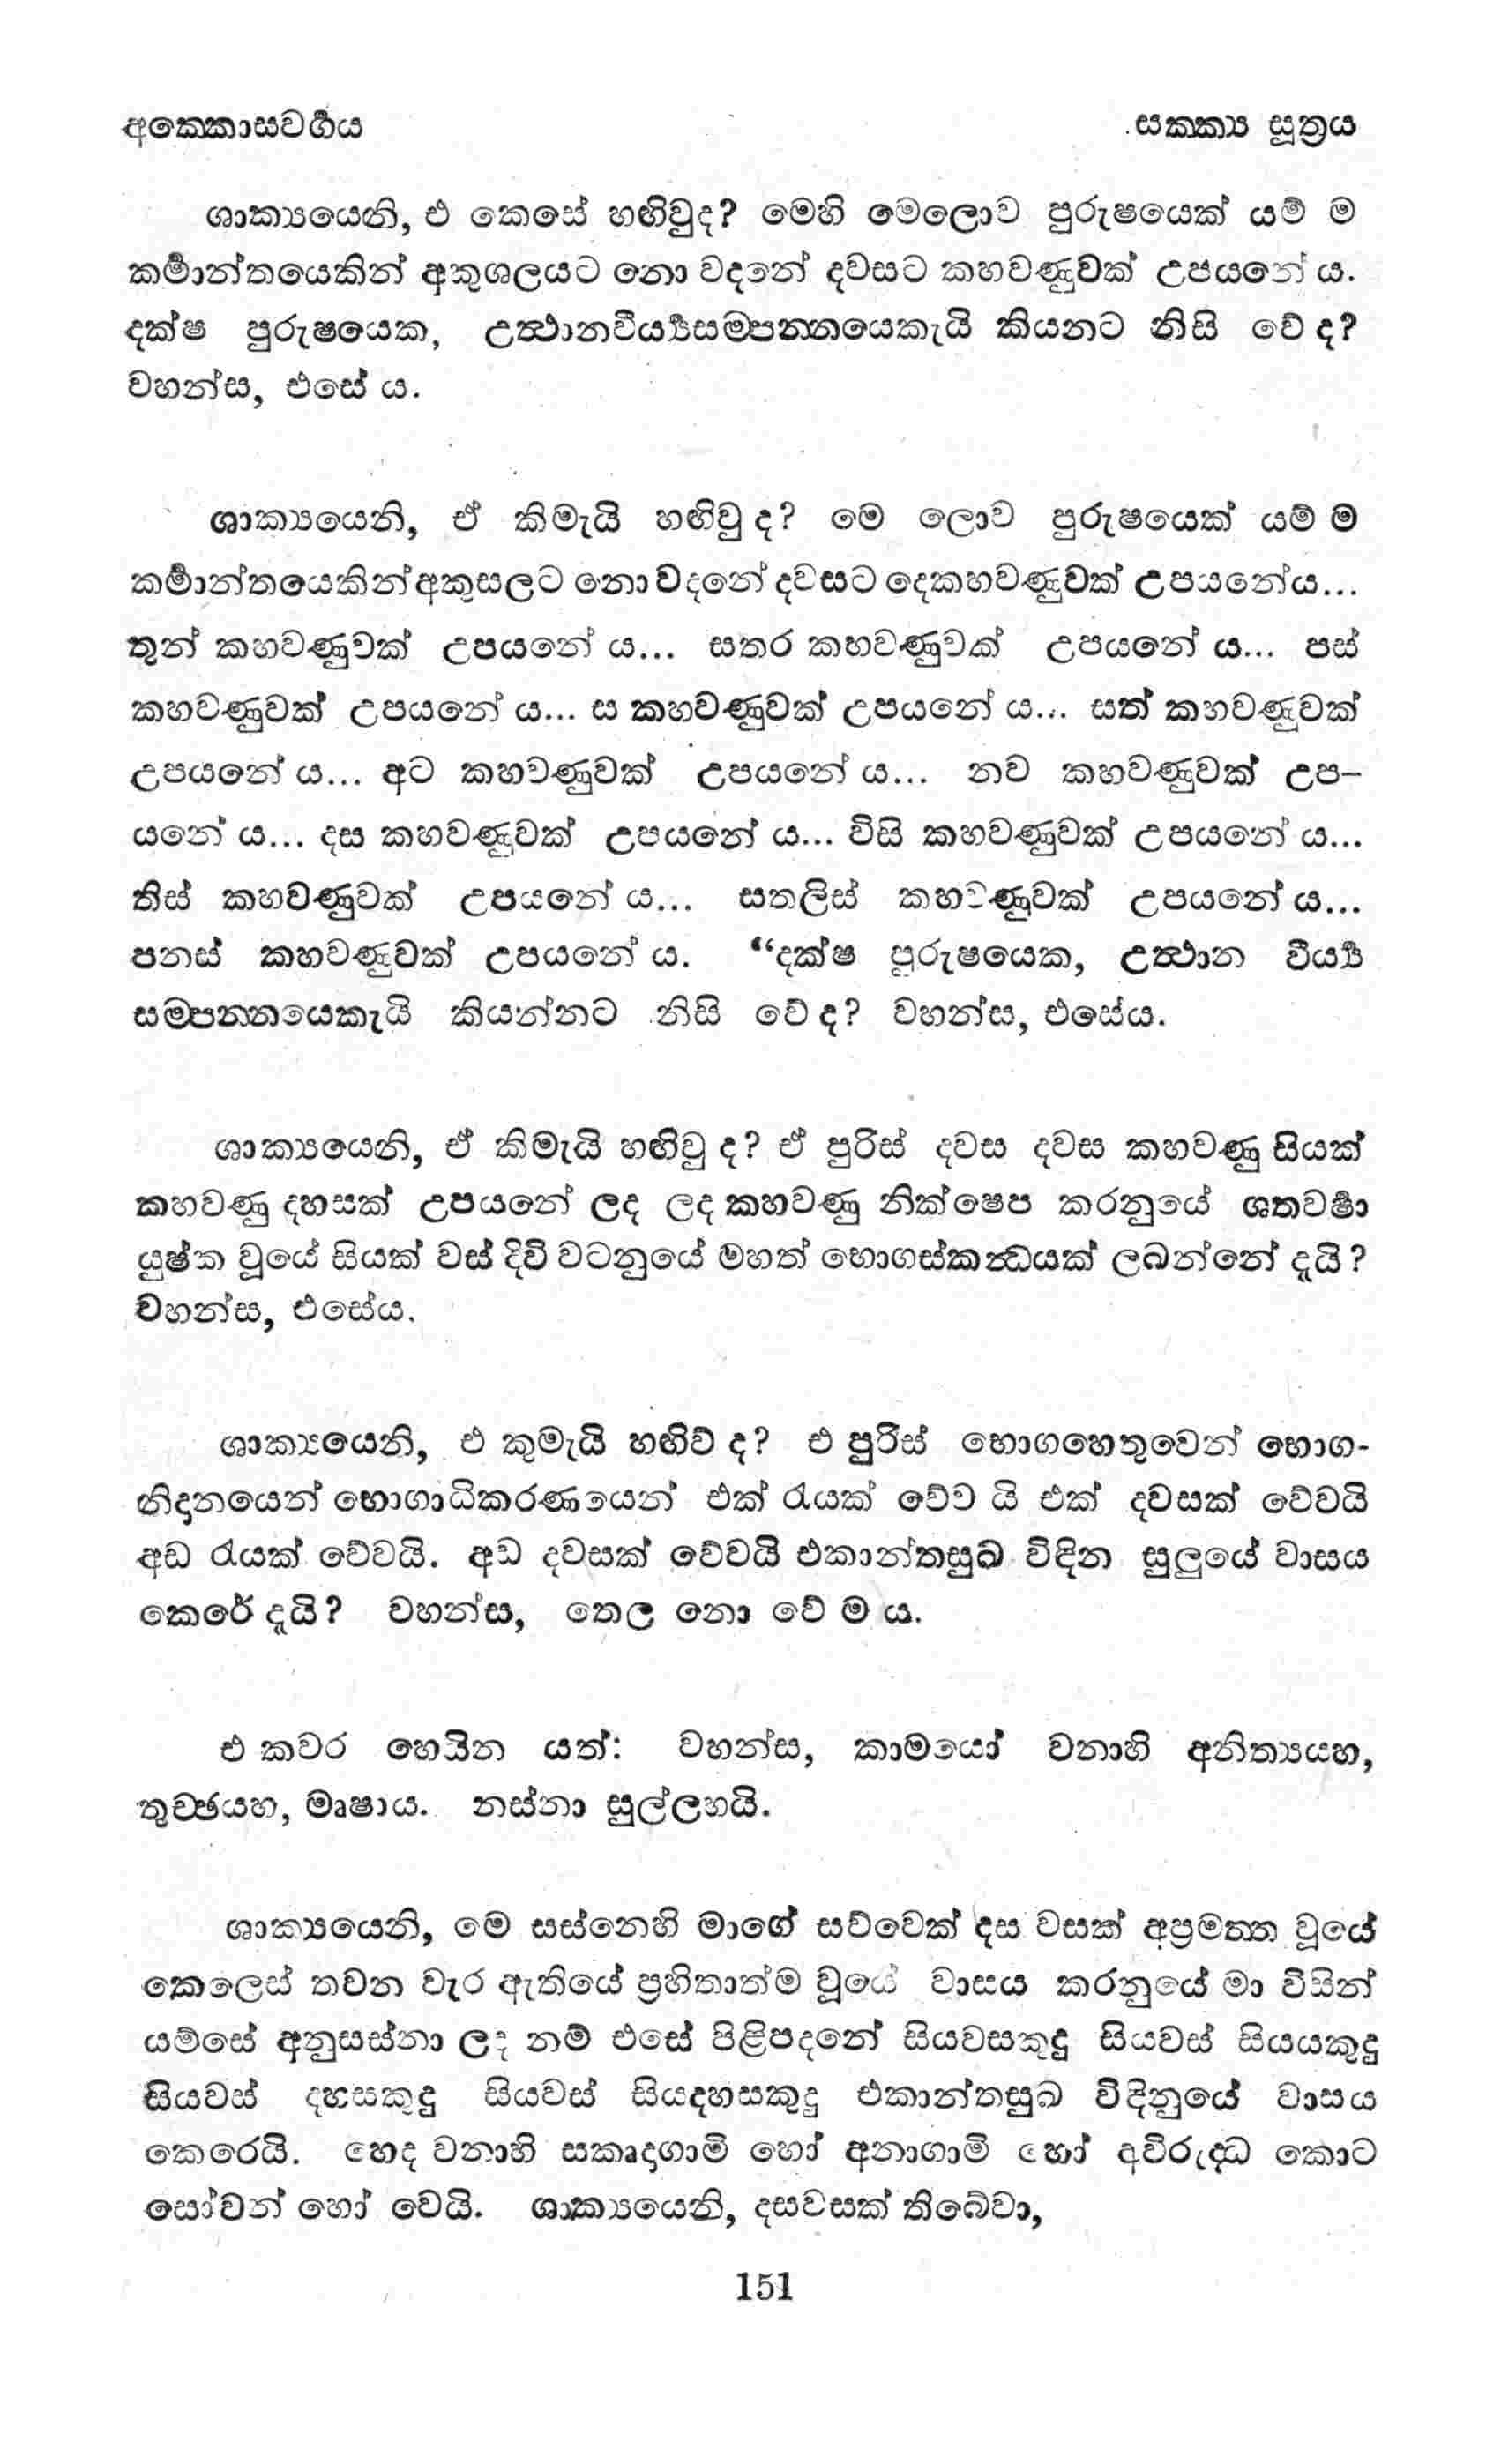 අක්කොසවර්‍ගය සක්ක්‍ය සූත්‍රය
ශාක්‍යයෙනි, එ කෙසේ හඟිවුද? මෙහි මෙලොව පුරුෂයෙක් යම් ම
කර්‍මාන්තයෙකින් අකුශලයට නො වදනේ දවසට කහවණුවක් උපයනේ ය.
දක්ෂ පුරුෂයෙක, උත්‍ථානවීර්‍ය්‍යසම්පන්නයෙකැයි කියනට නිසි වේ ද?
වහන්ස, එසේ ය.
ශාක්‍යයෙනි, ඒ කිමැයි හඟිවු ද? මෙ ලොව පුරුෂයෙක් යම් ම
කර්‍මාන්තයෙකින් අකුසලට නො වදනේ දවසට දෙකහවණුවක් උපයනේය...
තුන් කහවණුවක් උපයනේ ය... සතර කහවණුවක් උපයනේ ය... පස්
කහවණුවක් උපයනේ ය... ස කහවණුවක් උපයනේ ය... සත් කහවණුවක්
උපයනේ ය... අට කහවණුවක් උපයනේ ය... නව කහවණුවක් උප–
යනේ ය... දස කහවණුවක් උපයනේ ය... විසි කහවණුවක් උපයනේ ය...
තිස් කහවණුවක් උපයනේ ය... සතලිස් කහවණුවක් උපයනේ ය...
පනස් කහවණුවක් උපයනේ ය. “දක්ෂ පුරුෂයෙක, උත්‍ථාන වීර්‍ය්‍ය
සම්පන්නයෙකැයි කියන්නට නිසි වේ ද? වහන්ස, එසේය.
ශාක්‍යයෙනි, ඒ කිමැයි හඟිවු ද? ඒ පුරිස් දවස දවස කහවණු සියක්
කහවණු දහසක් උපයනේ ලද ලද කහවණු නික්ෂෙප කරනුයේ ශතවර්‍ෂා
යුෂ්ක වූයේ සියක් වස් දිවි වටනුයේ මහත් භොගස්කන්‍ධයක් ලබන්නේ දැයි?
වහන්ස, එසේය.
ශාක්‍යයෙනි, එ කුමැයි හඟිව් ද? එ පුරිස් භොගහෙතුවෙන් භොග-
නිදානයෙන් භොගාධිකරණයෙන් එක් රැයක් වේව යි එක් දවසක් වේවයි
අඩ රැයක් වේවයි. අඩ දවසක් වේවයි එකාන්තසුඛ විඳින සුලුයේ වාසය
කෙරේ දැයි? වහන්ස, තෙල නො වේ ම ය.
එ කවර හෙයින යත්: වහන්ස, කාමයෝ වනාහි අනිත්‍යයහ,
තුච්ඡයහ, මෘෂාය. නස්නා සුල්ලහයි.
ශාක්‍යයෙනි, මෙ සස්නෙහි මාගේ සව්වෙක් දස වසක් අප්‍රමත්ත වූයේ
කෙලෙස් තවන වැර ඇතියේ ප්‍රහිතාත්ම වූයේ වාසය කරනුයේ මා විසින්
යම්සේ අනුසස්නා ලද නම් එසේ පිළිපදනේ සියවසකුදු සියවස් සියයකුදු
සියවස් දහසකුදු සියවස් සියදහසකුදු එකාන්තසුඛ විදිනුයේ වාසය
කෙරෙයි. හෙද වනාහි සකෘදාගාමි හෝ අනාගාමි හෝ අවිරුද්‍ධ කොට
සෝවන් හෝ වෙයි. ශාක්‍යයෙනි, දසවසක් තිබේවා,
151